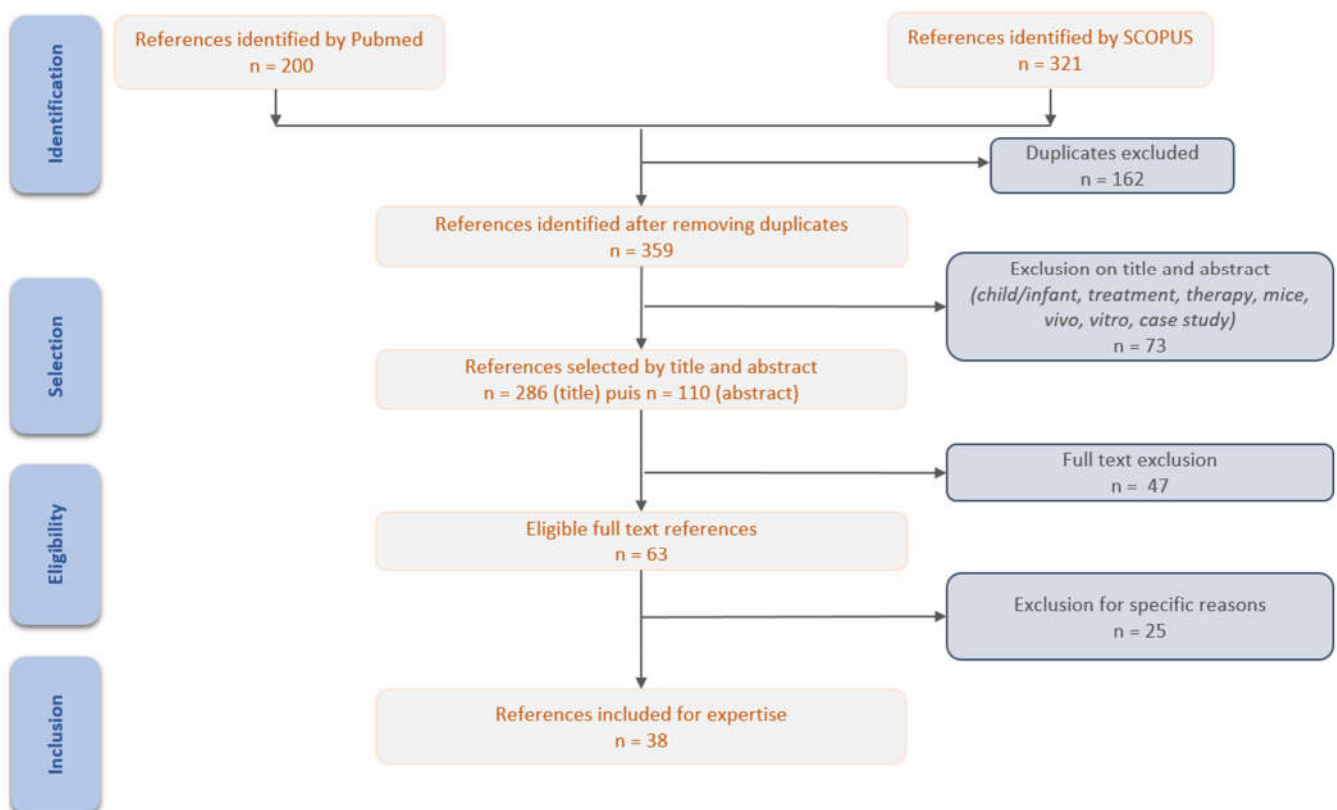 Identification
References identified by Pubmed
n = 200
References identified by SCOPUS
n = 321
Duplicates excluded
n = 162
References identified after removing duplicates
n = 359
Selection
Exclusion on title and abstract
(child/infant, treatment, therapy, mice,
vivo, vitro, case study)
n = 73
References selected by title and abstract
n = 286 (title) puis n = 110 (abstract)
Eligibility
Full text exclusion
n = 47
Eligible full text references
n = 63
Exclusion for specific reasons
n = 25
Inclusion
References included for expertise
n = 38